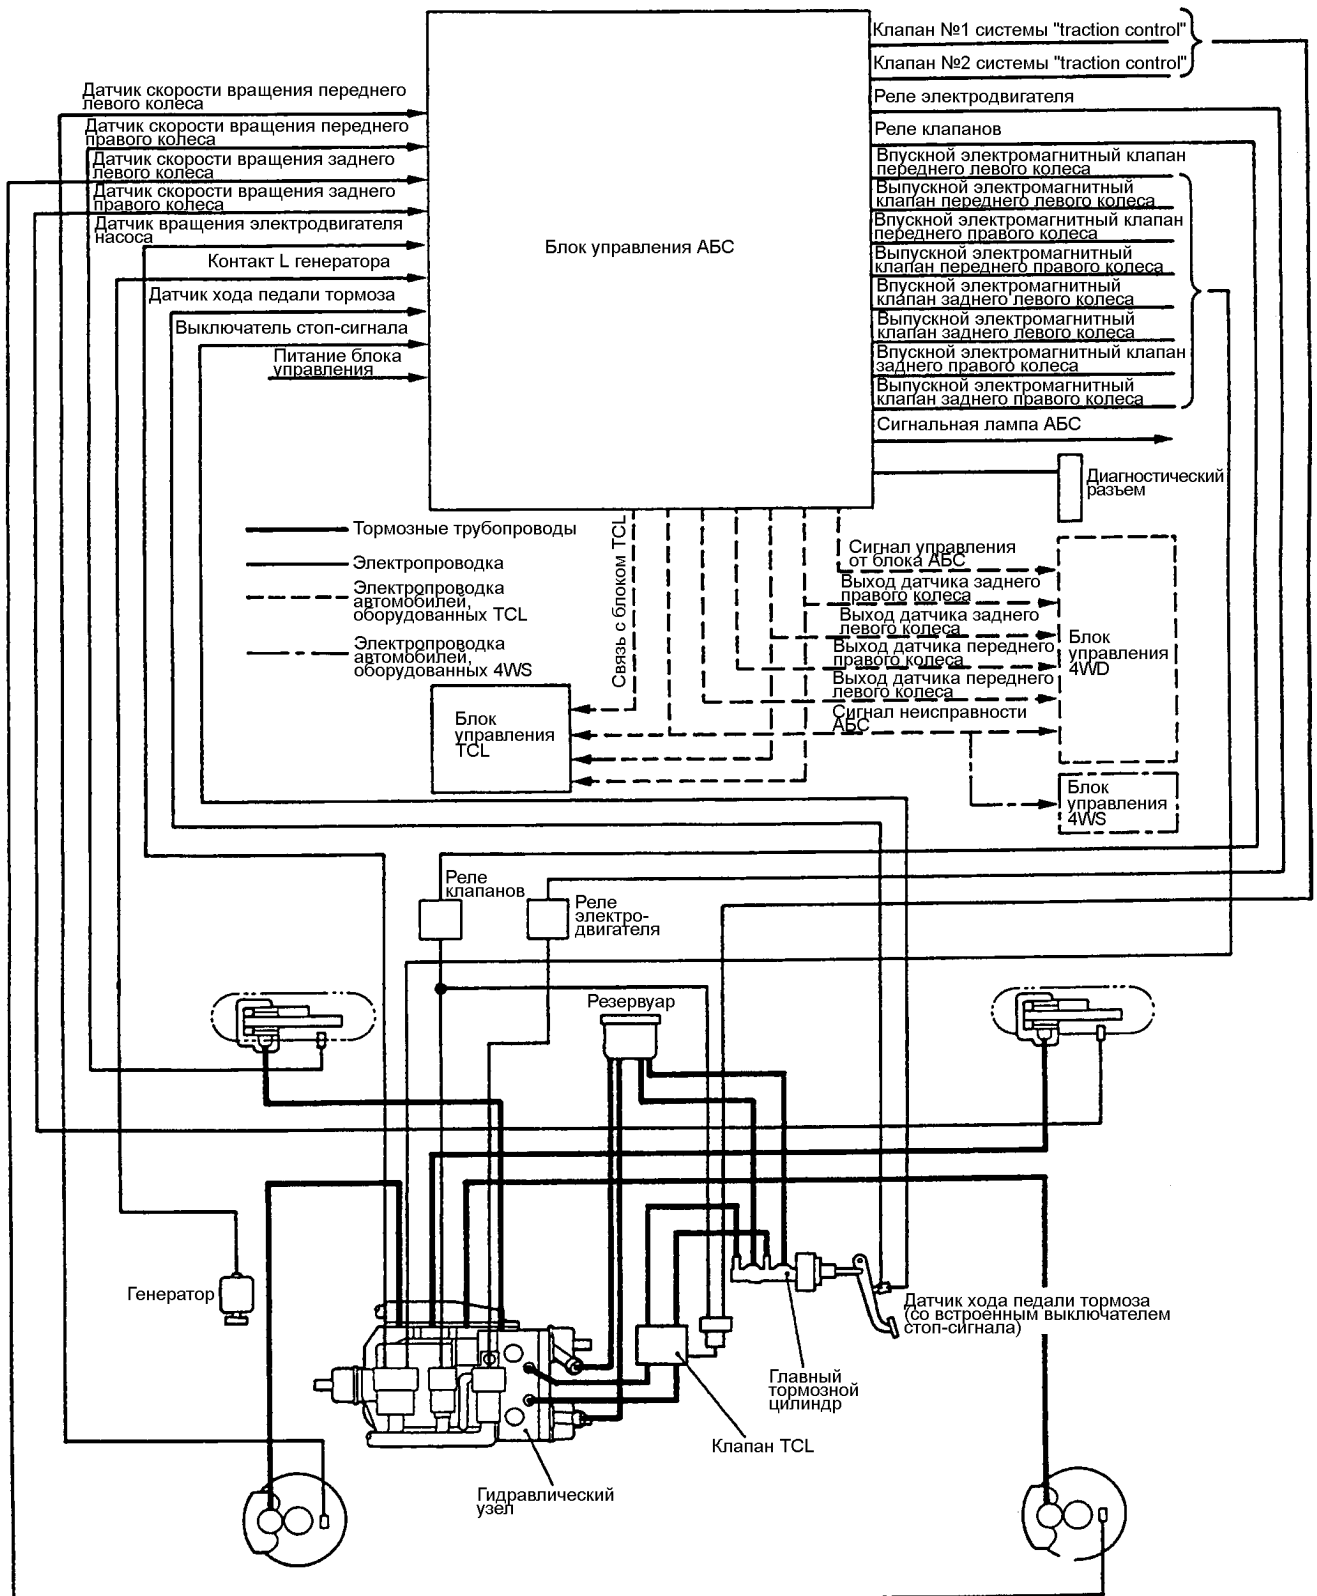 Клапан №1 системы "traction control"
Клапан №2 системы "traction control"
Реле электродвигателя
Реле клапанов
Впускной электромагнитный клапан
переднего левого колеса
Выпускной электромагнитный
клапан переднего левого колеса
Впускной электромагнитный клапан
переднего правого колеса
Выпускной электромагнитный
клапан переднего правого колеса
Впускной электромагнитный
клапан заднего левого колеса
Выпускной электромагнитный
клапан заднего левого колеса
Впускной электромагнитный клапан
заднего правого колеса
Выпускной электромагнитный
клапан заднего правого колеса
Сигнальная лампа АБС
Диагностический
разъем
Датчик скорости вращения переднего
левого колеса
Датчик скорости вращения переднего
правого колеса
Датчик скорости вращения заднего
левого колеса
Датчик скорости вращения заднего
правого колеса
Датчик вращения электродвигателя
насоса
Контакт L генератора
Датчик хода педали тормоза
Выключатель стоп-сигнала
Питание блока
управления
Блок управления АБС
Тормозные трубопроводы
Электропроводка
Электропроводка
автомобилей,
оборудованных TCL
Электропроводка
автомобилей,
оборудованных 4WS
Связь с блоком TCL
Сигнал управления
от блока АБС
Выход датчика заднего
правого колеса
Выход датчика заднего
левого колеса
Выход датчика переднего
правого колеса
Выход датчика переднего
левого колеса
Сигнал неисправности
АБС
Блок
управления
4WD
Блок
управления
TCL
Блок
управления
4WS
Реле
клапанов
Реле
электро-
двигателя
Резервуар
Генератор
Датчик хода педали тормоза
(со встроенным выключателем
стоп-сигнала)
Главный
тормозной
цилиндр
Клапан TCL
Гидравлический
узел